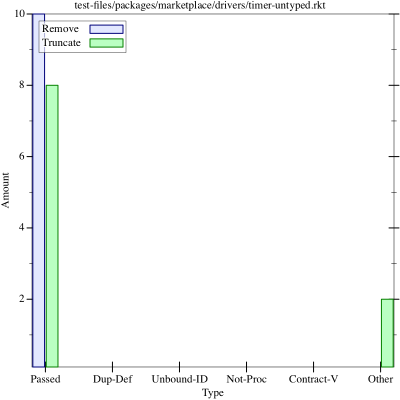 test-files/packages/marketplace/drivers/timer-untyped.rkt
10
Remove
Truncate
8
6
Amount
4
2
Passed Dup-Def Unbound-ID Not-Proc Contract-V Other
Type